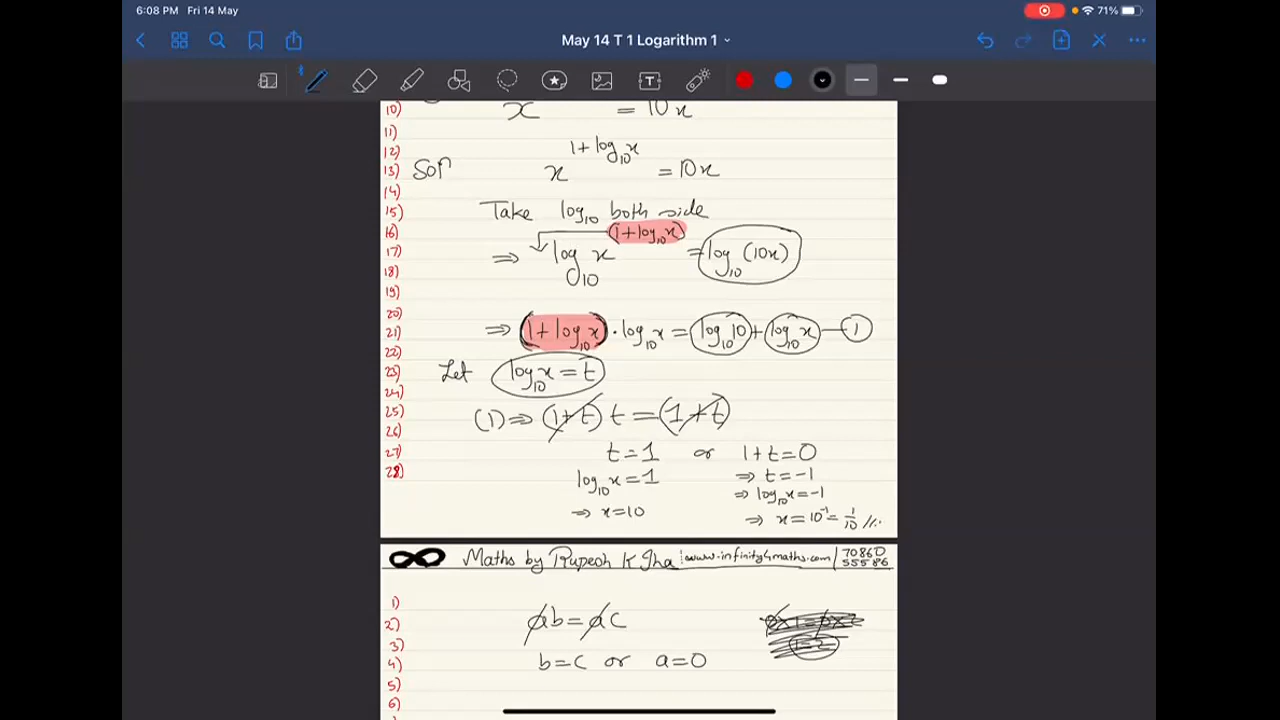 6:08 PM Fri 14 May 71%
May 14 T 1 Logarithm 1
10) x = 10x
11)
12) 1 + log₁₀x
13) Solⁿ x = 10x
14)
15) Take log₁₀ both side
16) (1+log₁₀x)
17) ⇒ log₁₀ x = log₁₀ (10x)
18)
19)
20)
21) ⇒ (1 + log₁₀x) · log₁₀x = log₁₀10 + log₁₀x — 1
22)
23) Let log₁₀x = t
24)
25) (1) ⇒ (1+t) t = (1+t)
26)
27) t = 1 or 1+t=0
28) log₁₀x = 1 ⇒ t = -1
⇒ log₁₀x = -1
⇒ x=10 ⇒ x = 10⁻¹ = 1/10 //.
∞ Maths by Rupesh K Jha www.infinity4maths.com 70860 55586
1)
2) ab = ac
3) 1=2
4) b=c or a=0
5)
6)